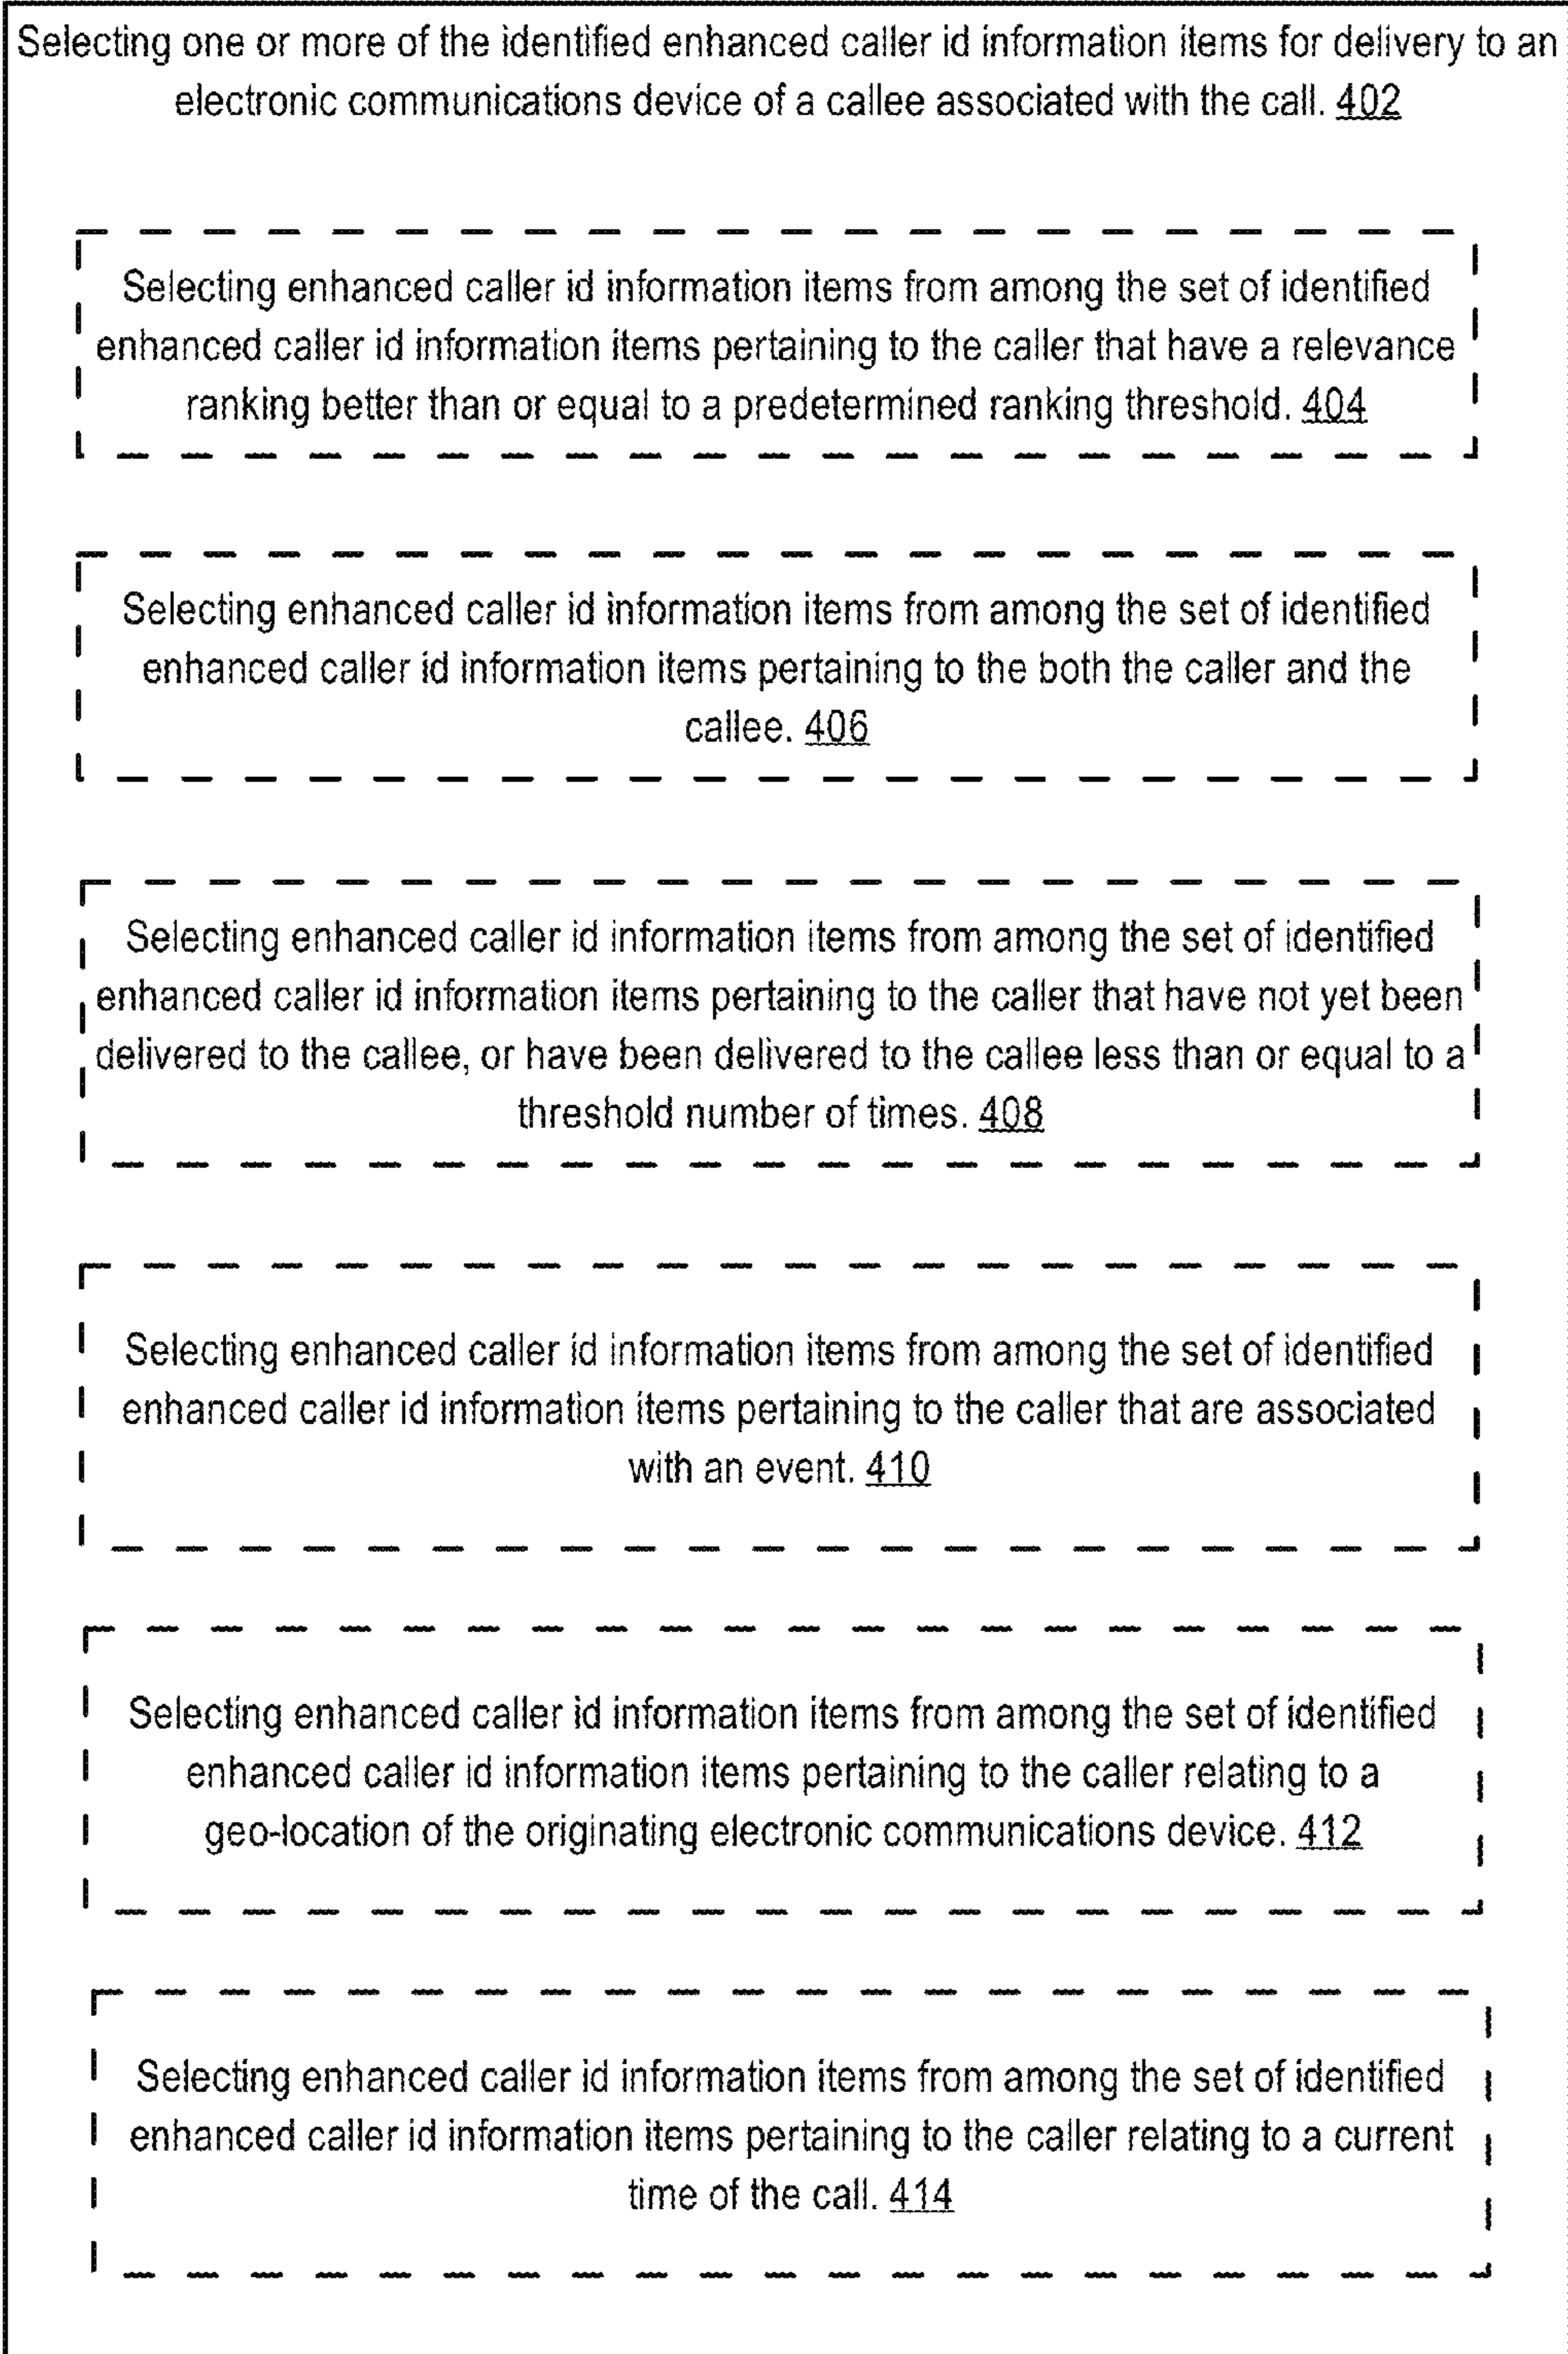 Selecting one or more of the identified enhanced caller id information items for delivery to an
electronic communications device of a callee associated with the call. 402
Selecting enhanced caller id information items from among the set of identified
enhanced caller id information items pertaining to the caller that have a relevance
ranking better than or equal to a predetermined ranking threshold. 404
Selecting enhanced caller id information items from among the set of identified
enhanced caller id information items pertaining to the both the caller and the
callee. 406
Selecting enhanced caller id information items from among the set of identified
enhanced caller id information items pertaining to the caller that have not yet been
delivered to the callee, or have been delivered to the callee less than or equal to a
threshold number of times. 408
Selecting enhanced caller id information items from among the set of identified
enhanced caller id information items pertaining to the caller that are associated
with an event. 410
Selecting enhanced caller id information items from among the set of identified
enhanced caller id information items pertaining to the caller relating to a
geo-location of the originating electronic communications device. 412
Selecting enhanced caller id information items from among the set of identified
enhanced caller id information items pertaining to the caller relating to a current
time of the call. 414